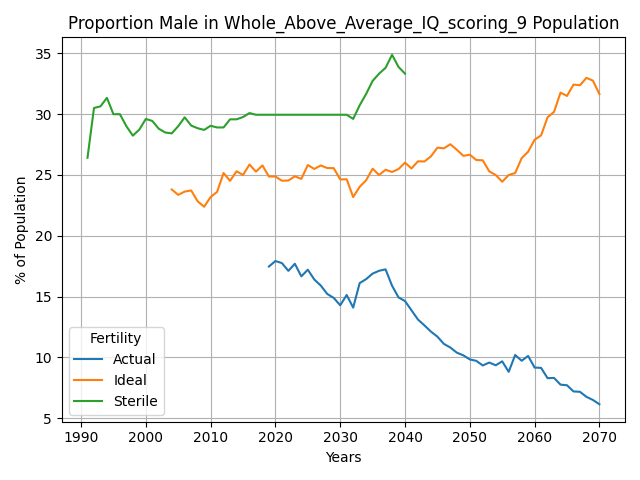 Proportion Male in Whole_Above_Average_IQ_scoring_9 Population
% of Population
35
30
25
20
15
10
5
Fertility
Actual
Ideal
Sterile
1990 2000 2010 2020 2030 2040 2050 2060 2070
Years